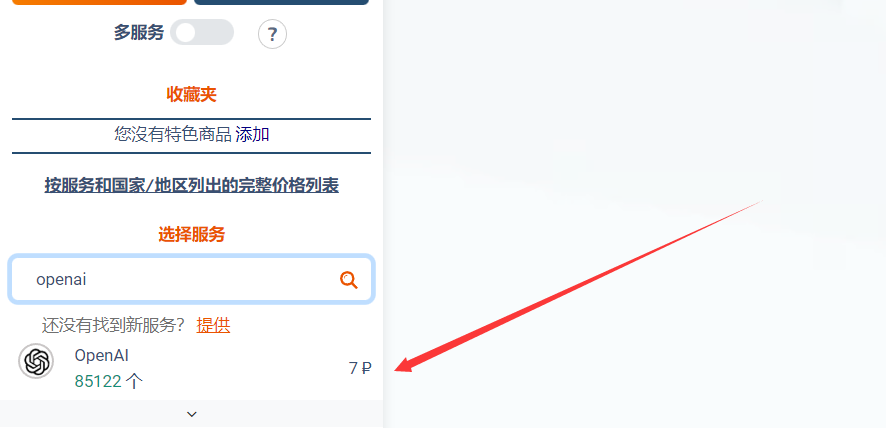 多服务 ?
收藏夹
您沒有特色商品 添加
按服务和国家/地区列出的完整价格列表
选择服务
openai
还没有找到新服务? 提供
OpenAI
7 ₽
85122 个